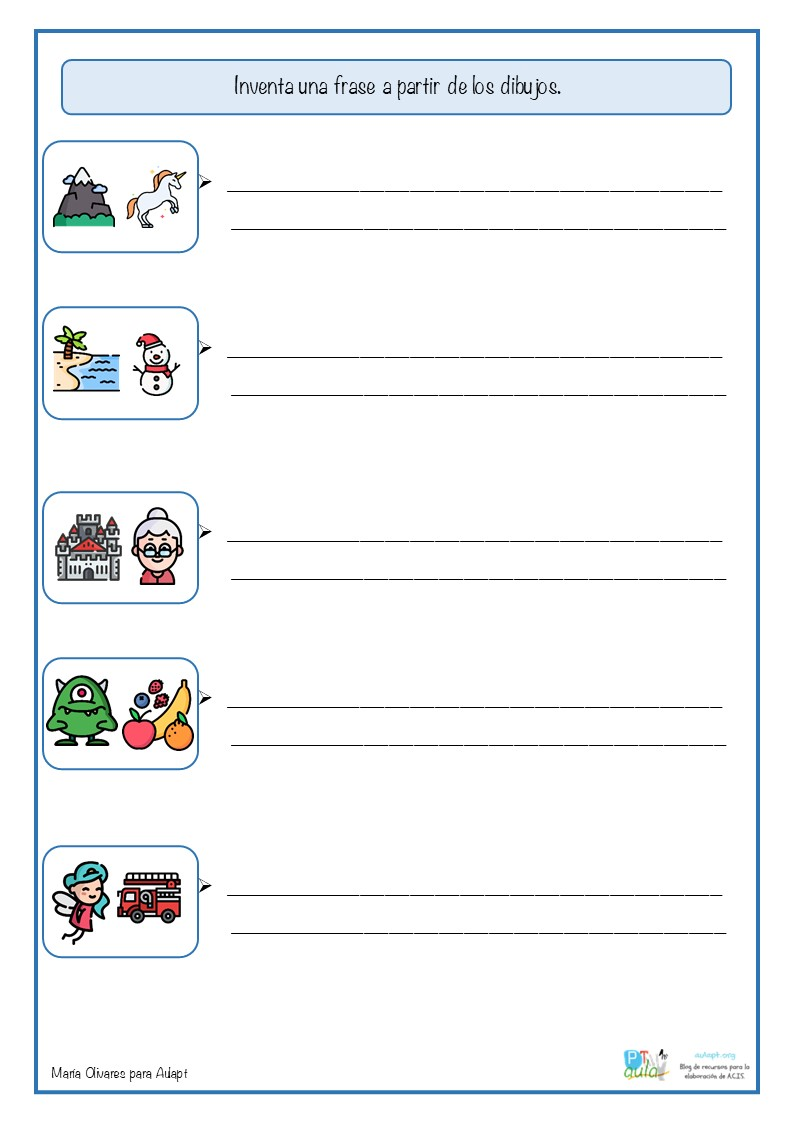 Inventa una frase a partir de los dibujos.
María Olivares para Aulapt
PT
aula
aulapt.org
Blog de recursos para la
elaboración de A.C.I.S.